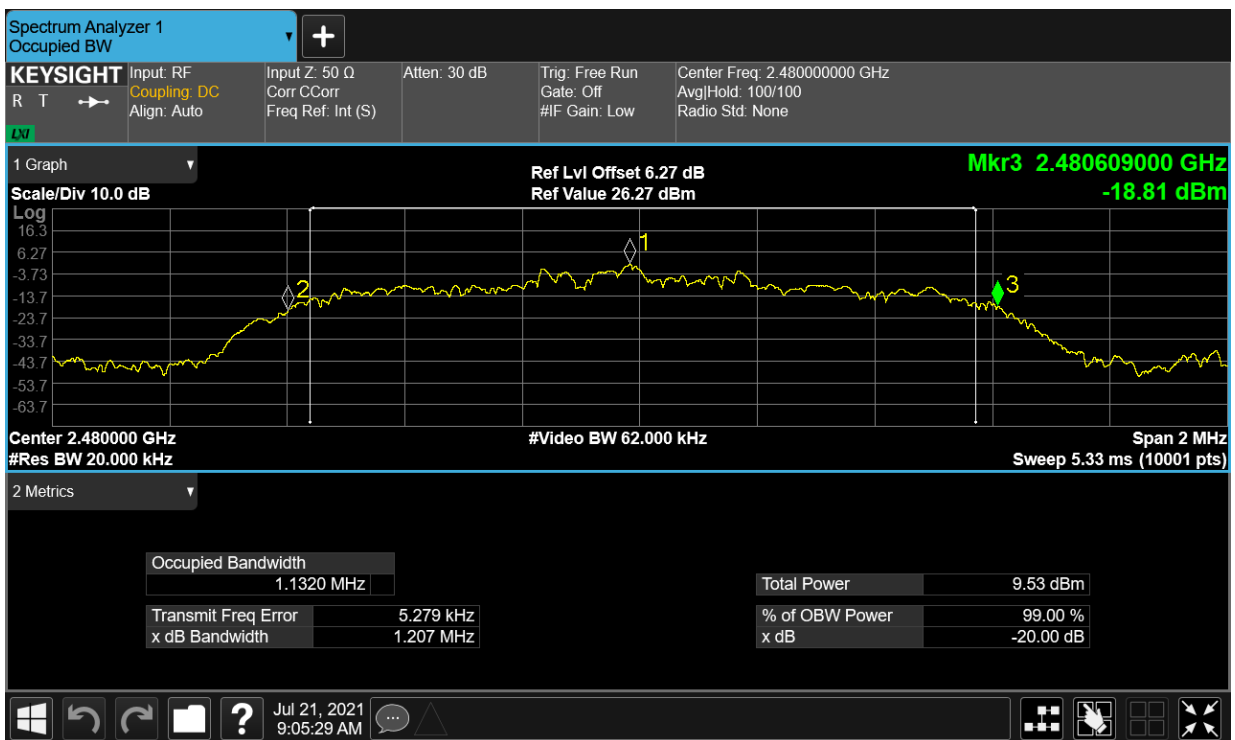 Spectrum Analyzer 1
Occupied BW
KEYSIGHT
R T
LXI
Input: RF
Coupling: DC
Align: Auto
Input Z: 50 Ω
Corr CCorr
Freq Ref: Int (S)
Atten: 30 dB
Trig: Free Run
Gate: Off
#IF Gain: Low
Center Freq: 2.480000000 GHz
Avg|Hold: 100/100
Radio Std: None
1 Graph
Scale/Div 10.0 dB
Ref Lvl Offset 6.27 dB
Ref Value 26.27 dBm
Mkr3 2.480609000 GHz
-18.81 dBm
Log
16.3
6.27
-3.73
-13.7
-23.7
-33.7
-43.7
-53.7
-63.7
1
2
3
Center 2.480000 GHz
#Video BW 62.000 kHz
Span 2 MHz
#Res BW 20.000 kHz
Sweep 5.33 ms (10001 pts)
2 Metrics
Occupied Bandwidth
1.1320 MHz
Total Power 9.53 dBm
Transmit Freq Error 5.279 kHz
% of OBW Power 99.00 %
x dB Bandwidth 1.207 MHz
x dB -20.00 dB
?
Jul 21, 2021
9:05:29 AM